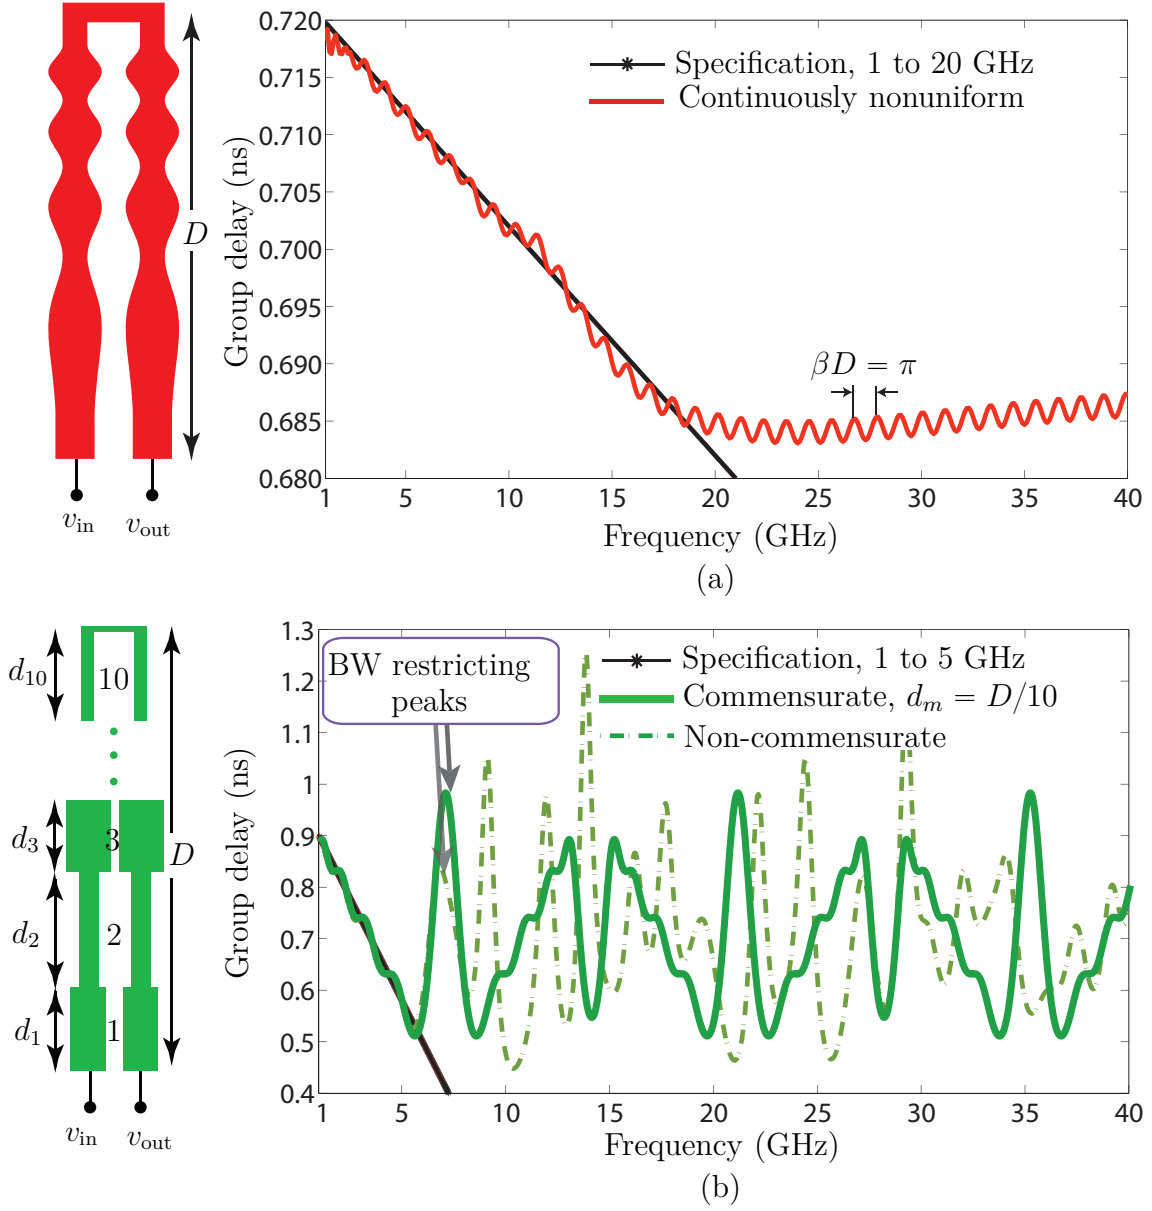 D
v_in
v_out
Group delay (ns)
0.720
0.715
0.710
0.705
0.700
0.695
0.690
0.685
0.680
Specification, 1 to 20 GHz
Continuously nonuniform
βD = π
1 5 10 15 20 25 30 35 40
Frequency (GHz)
(a)
d_10
10
d_3
3
D
d_2
2
d_1
1
v_in
v_out
Group delay (ns)
1.3
1.2
1.1
1
0.9
0.8
0.7
0.6
0.5
0.4
BW restricting
peaks
Specification, 1 to 5 GHz
Commensurate, d_m = D/10
Non-commensurate
1 5 10 15 20 25 30 35 40
Frequency (GHz)
(b)